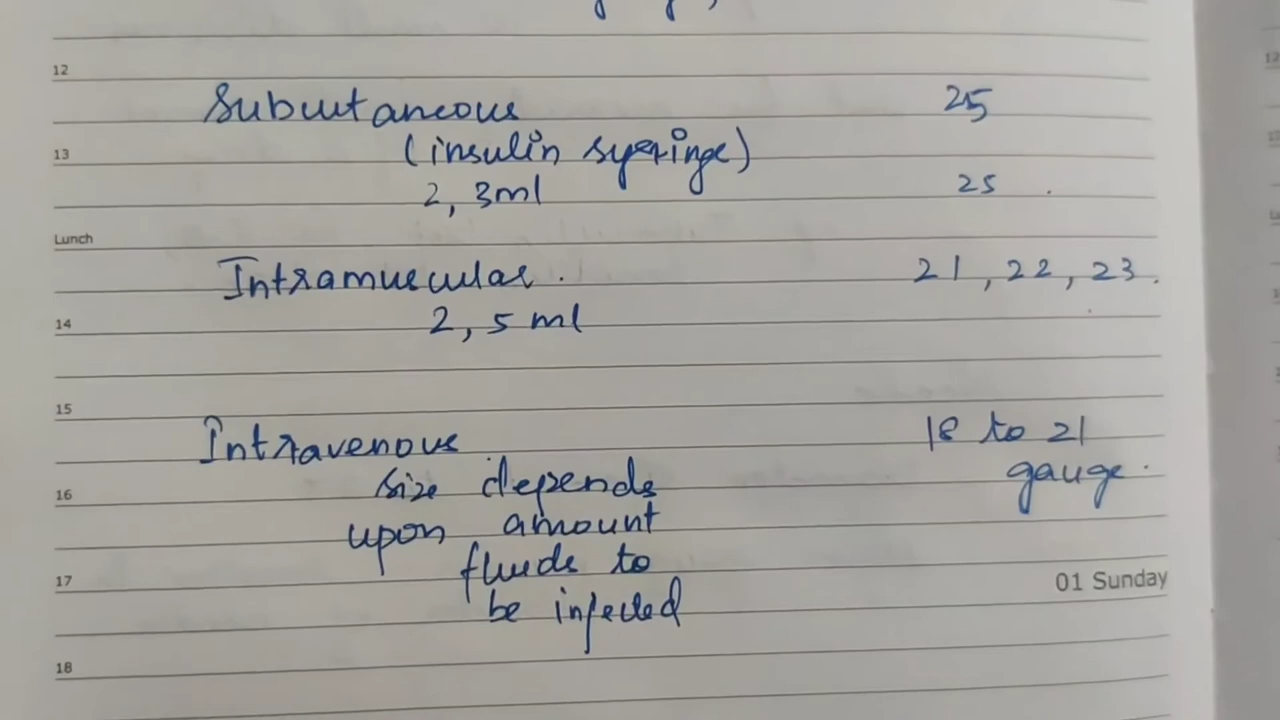 12
Subcutaneous 25
(insulin syringe)
13
2, 3ml 25 .
Lunch
Intramuscular . 21, 22, 23.
14
2, 5 ml
15
Intravenous 18 to 21
size depends gauge.
16
upon amount
fluids to
17
01 Sunday
be injected
18